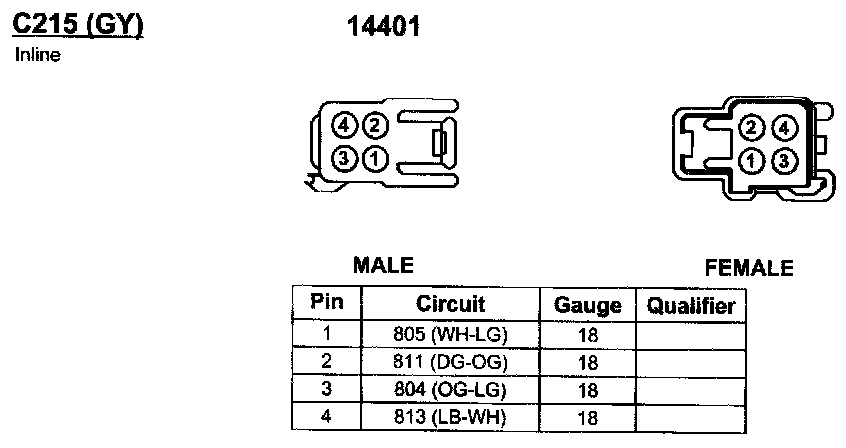 C215 (GY) 14401
Inline
4 2 2 4
3 1 1 3
MALE FEMALE
Pin Circuit Gauge Qualifier
1 805 (WH-LG) 18
2 811 (DG-OG) 18
3 804 (OG-LG) 18
4 813 (LB-WH) 18